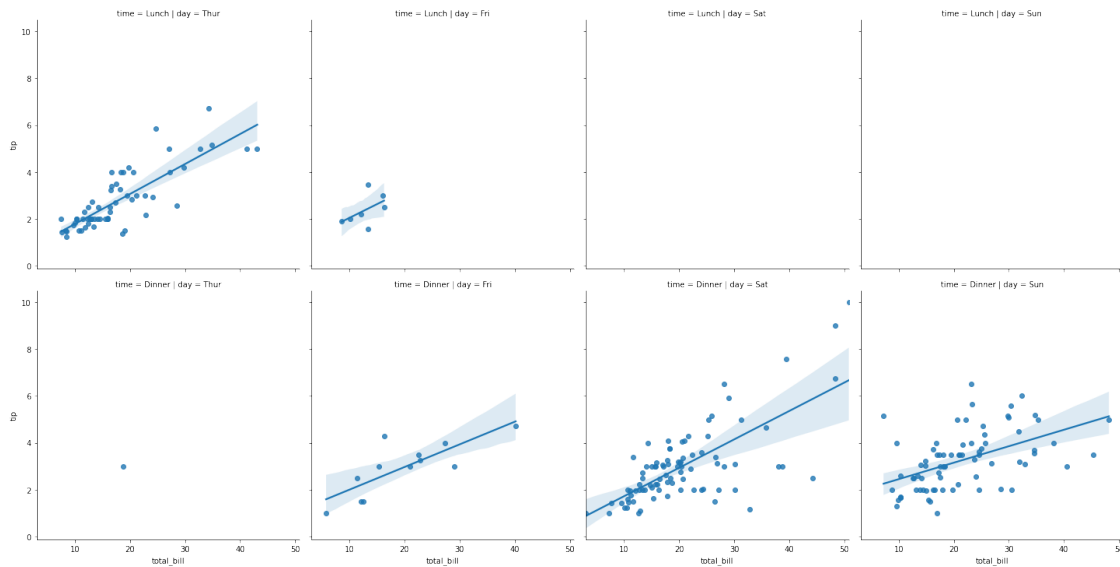 time = Lunch | day = Thur
time = Lunch | day = Fri
time = Lunch | day = Sat
time = Lunch | day = Sun
10
8
6
4
2
0
tip
time = Dinner | day = Thur
time = Dinner | day = Fri
time = Dinner | day = Sat
time = Dinner | day = Sun
10
8
6
4
2
0
tip
10 20 30 40 50
10 20 30 40 50
10 20 30 40 50
10 20 30 40 50
total_bill
total_bill
total_bill
total_bill